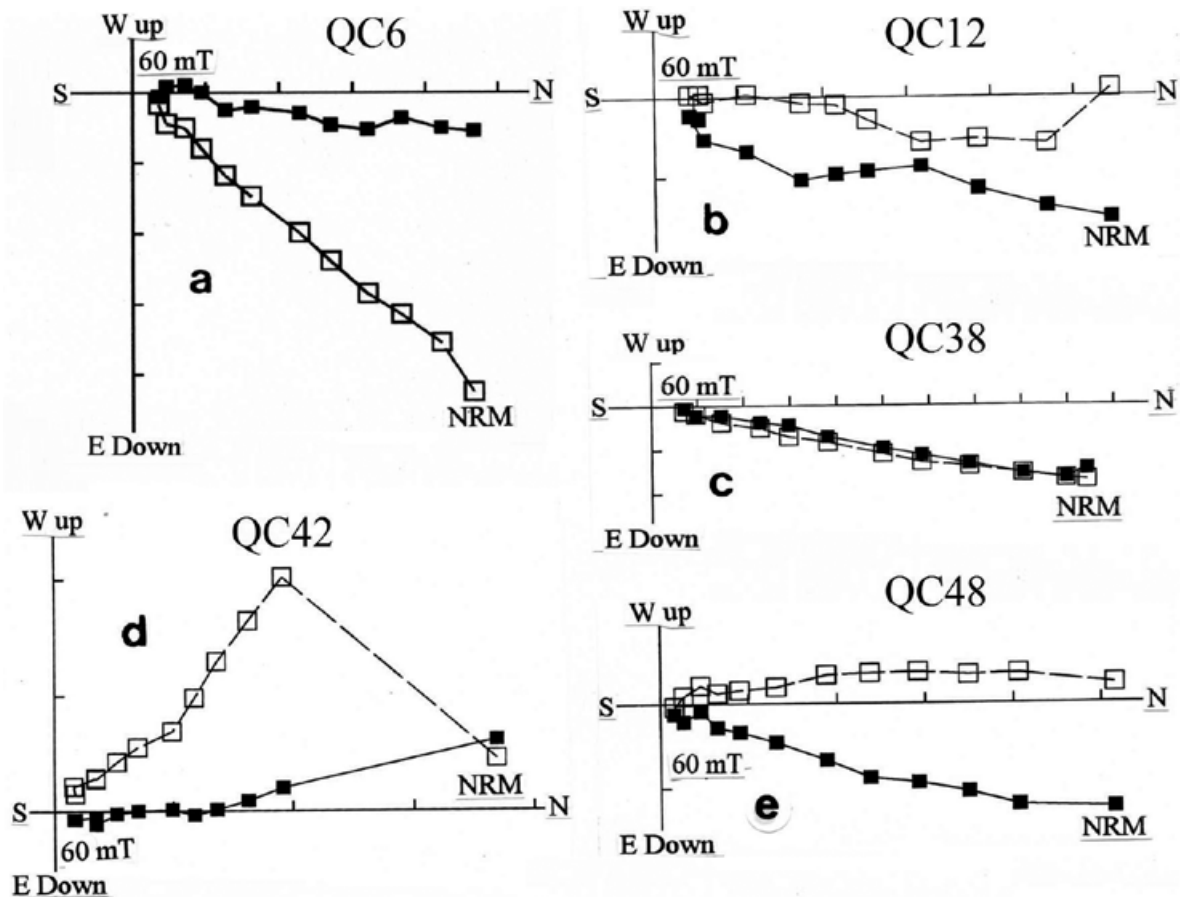 QC6
W up
60 mT
S
N
a
NRM
E Down
QC12
W up
60 mT
S
N
b
NRM
E Down
QC38
W up
60 mT
S
N
c
NRM
E Down
QC42
W up
d
S
N
NRM
60 mT
E Down
QC48
W up
S
N
60 mT
e
NRM
E Down